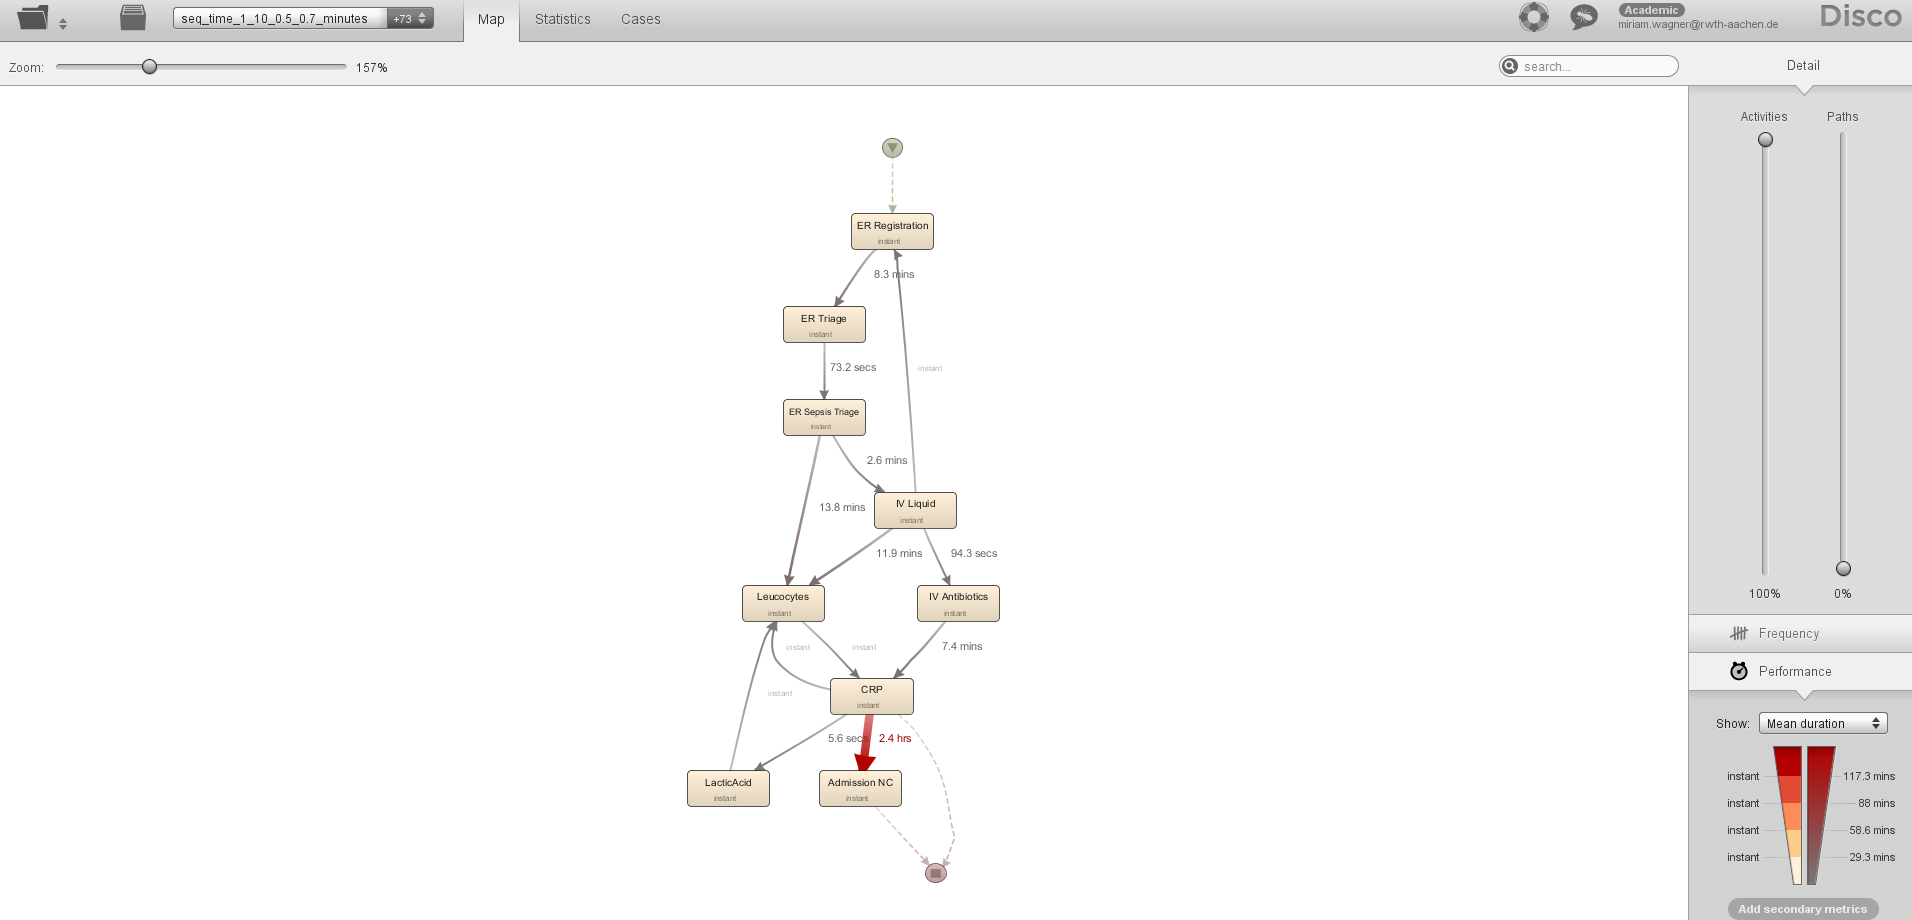 seq_time_1_10_0.5_0.7_minutes +73
Map Statistics Cases
Academic
miriam.wagner@rwth-aachen.de
Disco
Zoom: 157%
search...
Detail
Activities Paths
ER Registration
instant
8.3 mins
ER Triage
instant
73.2 secs
instant
ER Sepsis Triage
instant
2.6 mins
IV Liquid
instant
13.8 mins
11.9 mins
94.3 secs
Leucocytes
instant
IV Antibiotics
instant
instant
instant
7.4 mins
CRP
instant
instant
5.6 secs
2.4 hrs
LacticAcid
instant
Admission NC
instant
100% 0%
Frequency
Performance
Show: Mean duration
instant 117.3 mins
instant 88 mins
instant 58.6 mins
instant 29.3 mins
Add secondary metrics